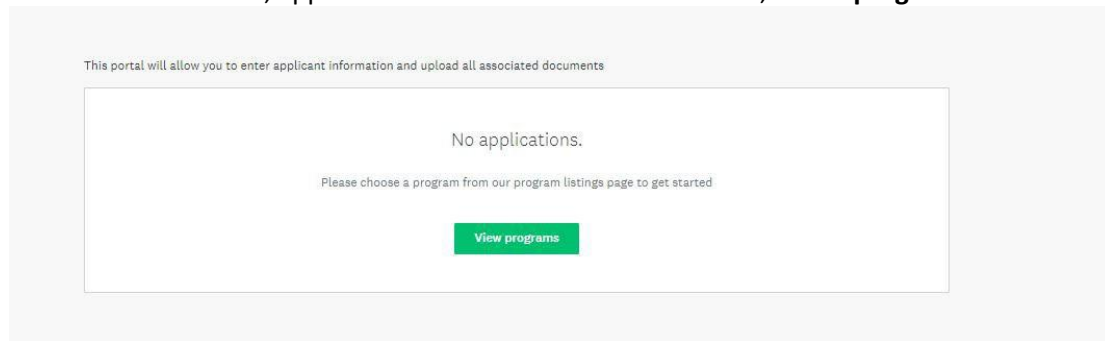 This portal will allow you to enter applicant information and upload all associated documents
No applications.
Please choose a program from our program listings page to get started
View programs